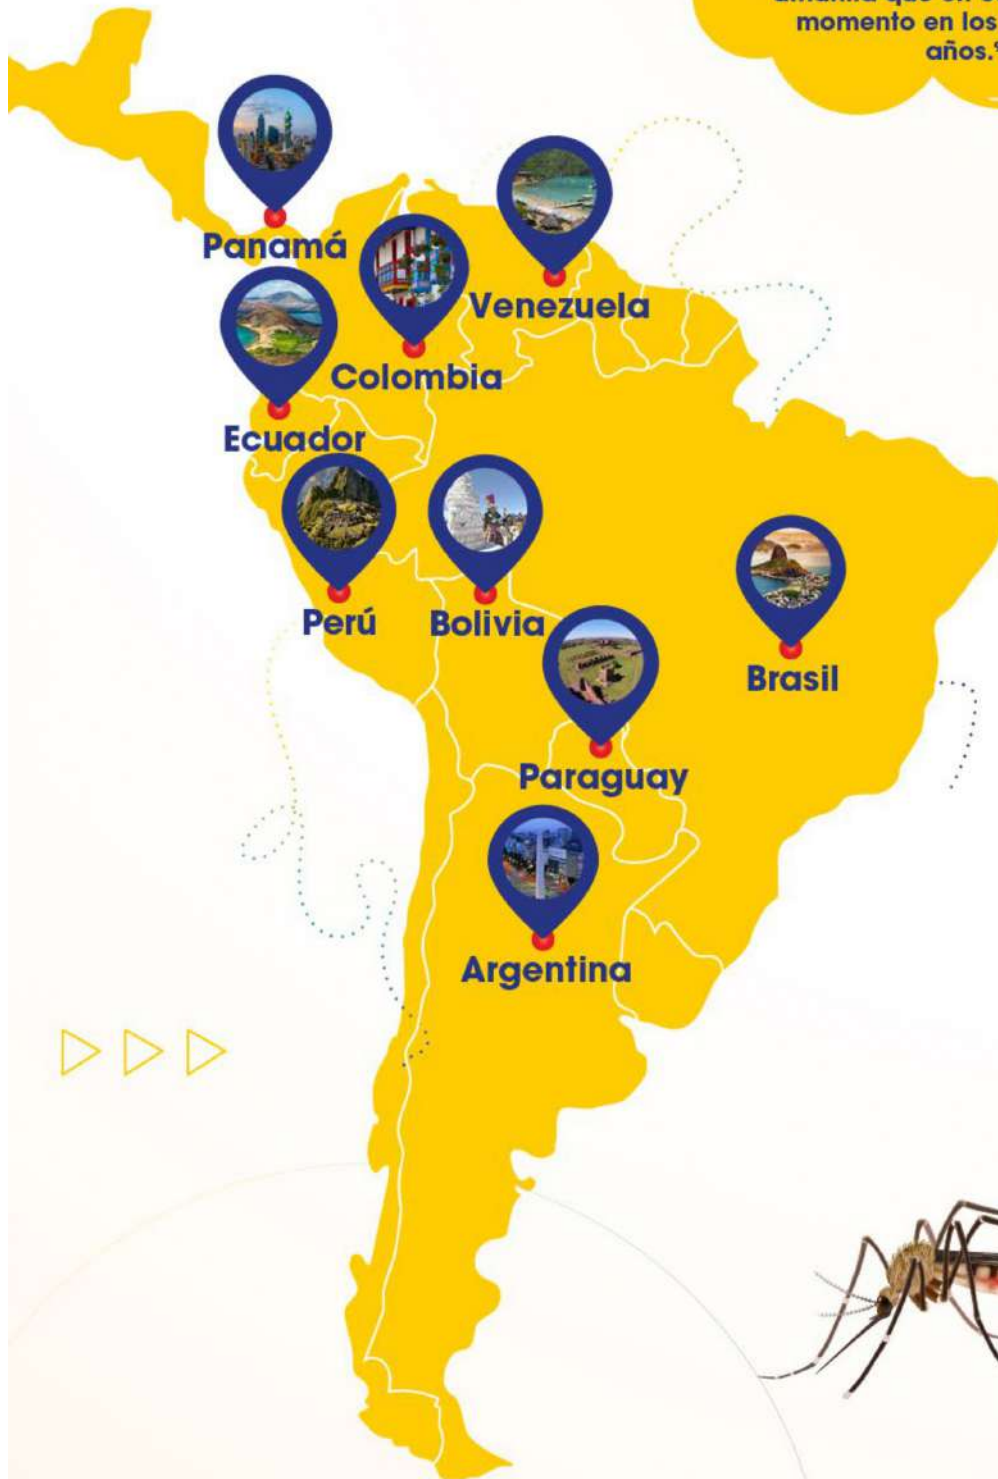 momento en los
años.
Panamá
Venezuela
Colombia
Ecuador
Perú
Bolivia
Brasil
Paraguay
Argentina